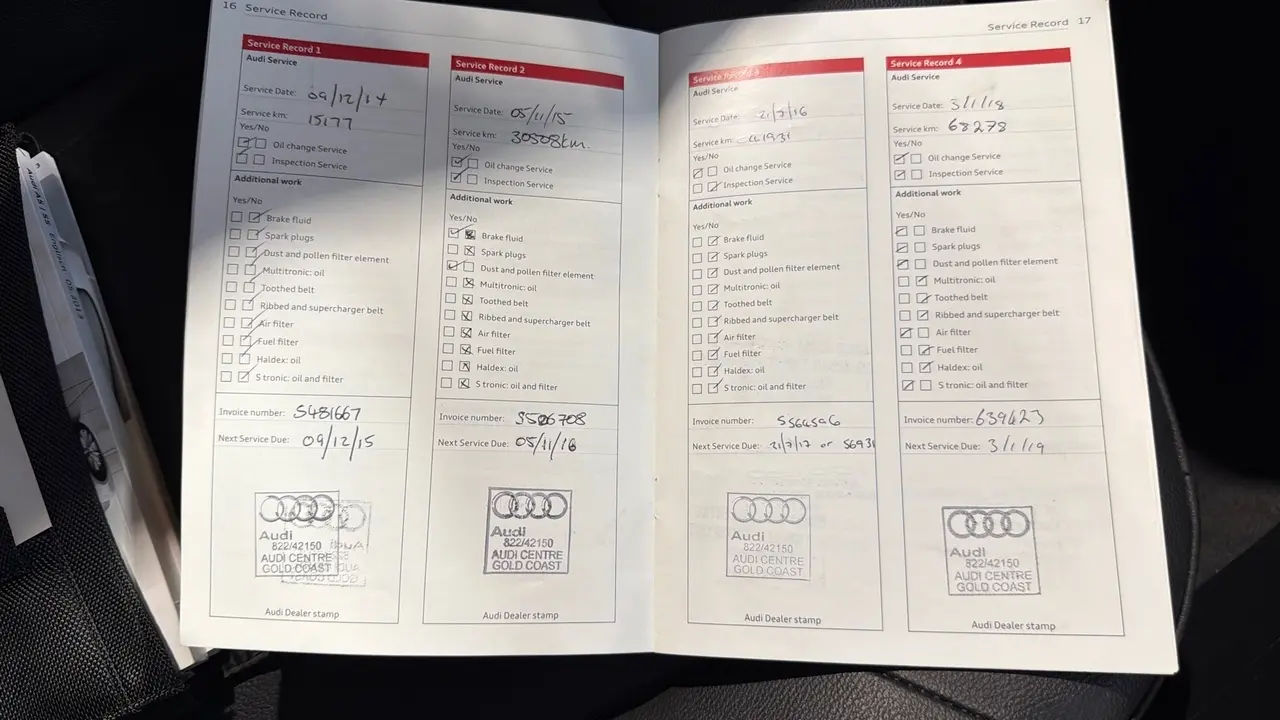 16 Service Record
Service Record 1
Audi Service
Service Date: 09/12/14
Service km: 15177
Yes/No
Oil change Service
Inspection Service
Additional work
Yes/No
Brake fluid
Spark plugs
Dust and pollen filter element
Multitronic: oil
Toothed belt
Ribbed and supercharger belt
Air filter
Fuel filter
Haldex: oil
S tronic: oil and filter
Invoice number: 5481667
Next Service Due: 09/12/15
Audi
822/42150
AUDI CENTRE
GOLD COAST
Audi Dealer stamp
Service Record 2
Audi Service
Service Date: 05/11/15
Service km: 30508km.
Yes/No
Oil change Service
Inspection Service
Additional work
Yes/No
Brake fluid
Spark plugs
Dust and pollen filter element
Multitronic: oil
Toothed belt
Ribbed and supercharger belt
Air filter
Fuel filter
Haldex: oil
S tronic: oil and filter
Invoice number: 5506708
Next Service Due: 05/11/16
Audi
822/42150
AUDI CENTRE
GOLD COAST
Audi Dealer stamp
Service Record 17
Service Record 3
Audi Service
Service Date: 21/7/16
Service km: 41931
Yes/No
Oil change Service
Inspection Service
Additional work
Yes/No
Brake fluid
Spark plugs
Dust and pollen filter element
Multitronic: oil
Toothed belt
Ribbed and supercharger belt
Air filter
Fuel filter
Haldex: oil
S tronic: oil and filter
Invoice number:
Next Service Due: 21/7/17 or 56931
Audi
822/42150
AUDI CENTRE
GOLD COAST
Audi Dealer stamp
Service Record 4
Audi Service
Service Date: 3/1/18
Service km: 68278
Yes/No
Oil change Service
Inspection Service
Additional work
Yes/No
Brake fluid
Spark plugs
Dust and pollen filter element
Multitronic: oil
Toothed belt
Ribbed and supercharger belt
Air filter
Fuel filter
Haldex: oil
S tronic: oil and filter
Invoice number: 639423
Next Service Due: 3/1/19
Audi
822/42150
AUDI CENTRE
GOLD COAST
Audi Dealer stamp